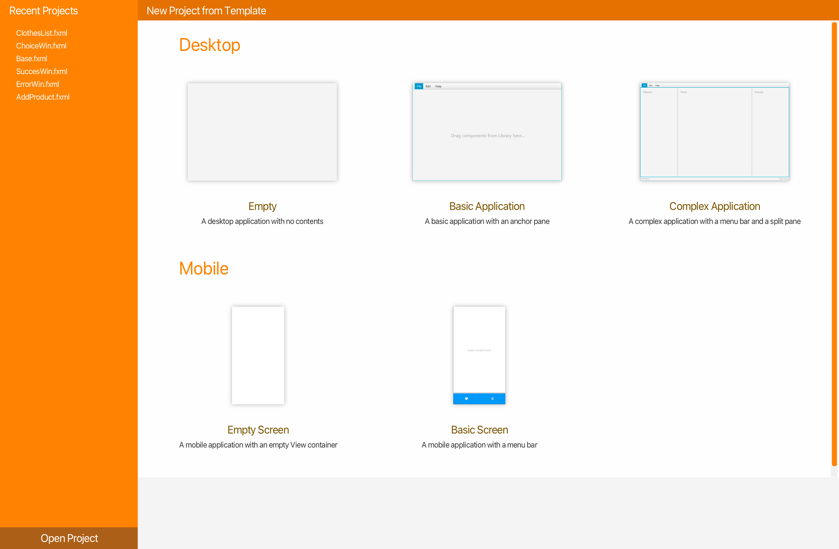 Recent Projects
New Project from Template
ClothesList.fxml
ChoiceWin.fxml
Base.fxml
SuccesWin.fxml
ErrorWin.fxml
AddProduct.fxml
Desktop
Edit Help
Drag components from Library here...
Empty
Basic Application
Complex Application
A desktop application with no contents
A basic application with an anchor pane
A complex application with a menu bar and a split pane
Mobile
Empty Screen
Basic Screen
A mobile application with an empty View container
A mobile application with a menu bar
Open Project